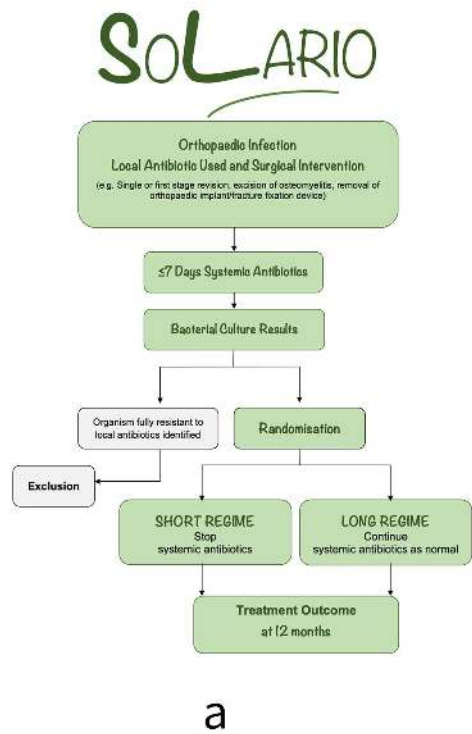 SOLARIO
Orthopaedic Infection
Local Antibiotic Used and Surgical Intervention
(e.g. Single or first stage revision, excision of osteomyelitis, removal of
orthopaedic implant/fracture fixation device)
≤7 Days Systemic Antibiotics
Bacterial Culture Results
Organism fully resistant to
local antibiotics identified
Randomisation
Exclusion
SHORT REGIME
Stop
systemic antibiotics
LONG REGIME
Continue
systemic antibiotics as normal
Treatment Outcome
at 12 months
a